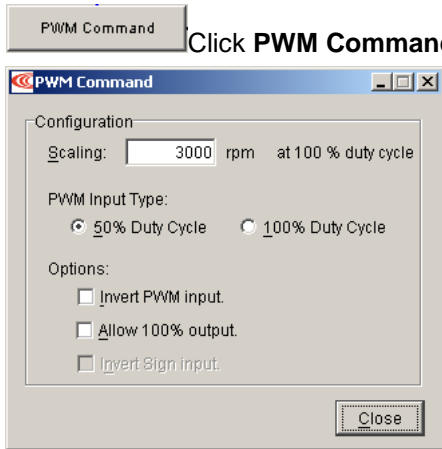 PWM Command
Click PWM Command
PWM Command
Configuration
Scaling: 3000 rpm at 100 % duty cycle
PWM Input Type:
50% Duty Cycle 100% Duty Cycle
Options:
Invert PWM input.
Allow 100% output.
Invert Sign input.
Close